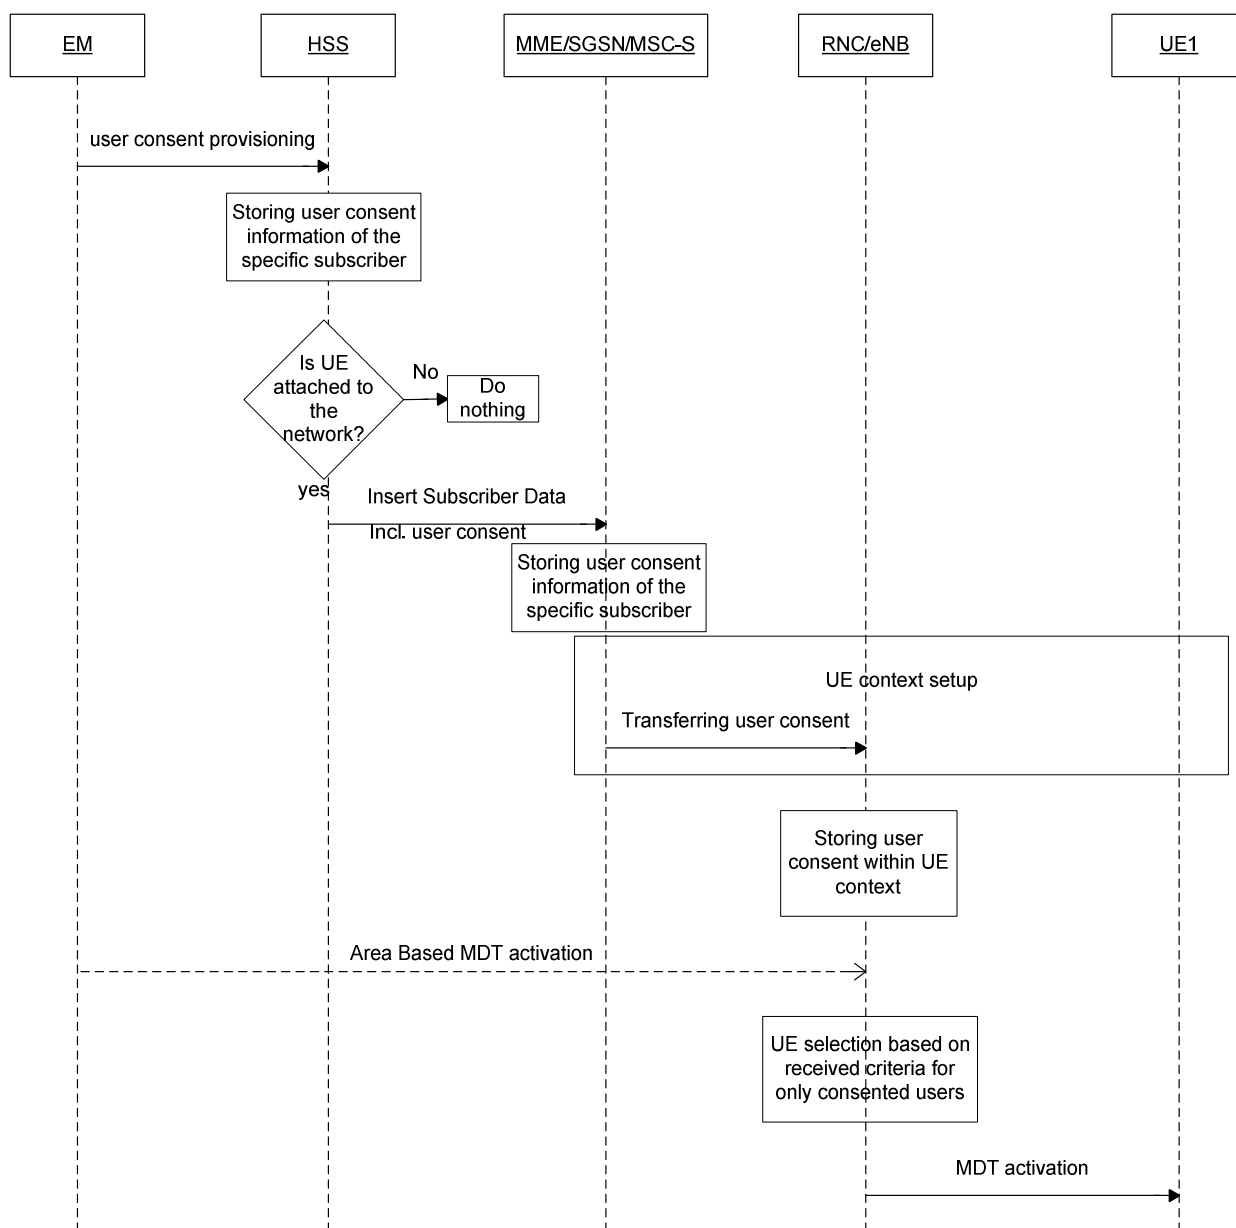 EM
HSS
MME/SGSN/MSC-S
RNC/eNB
UE1
user consent provisioning
Storing user consent
information of the
specific subscriber
Is UE
attached to
the
network?
No
Do
nothing
yes
Insert Subscriber Data
Incl. user consent
Storing user consent
information of the
specific subscriber
UE context setup
Transferring user consent
Storing user
consent within UE
context
Area Based MDT activation
UE selection based on
received criteria for
only consented users
MDT activation